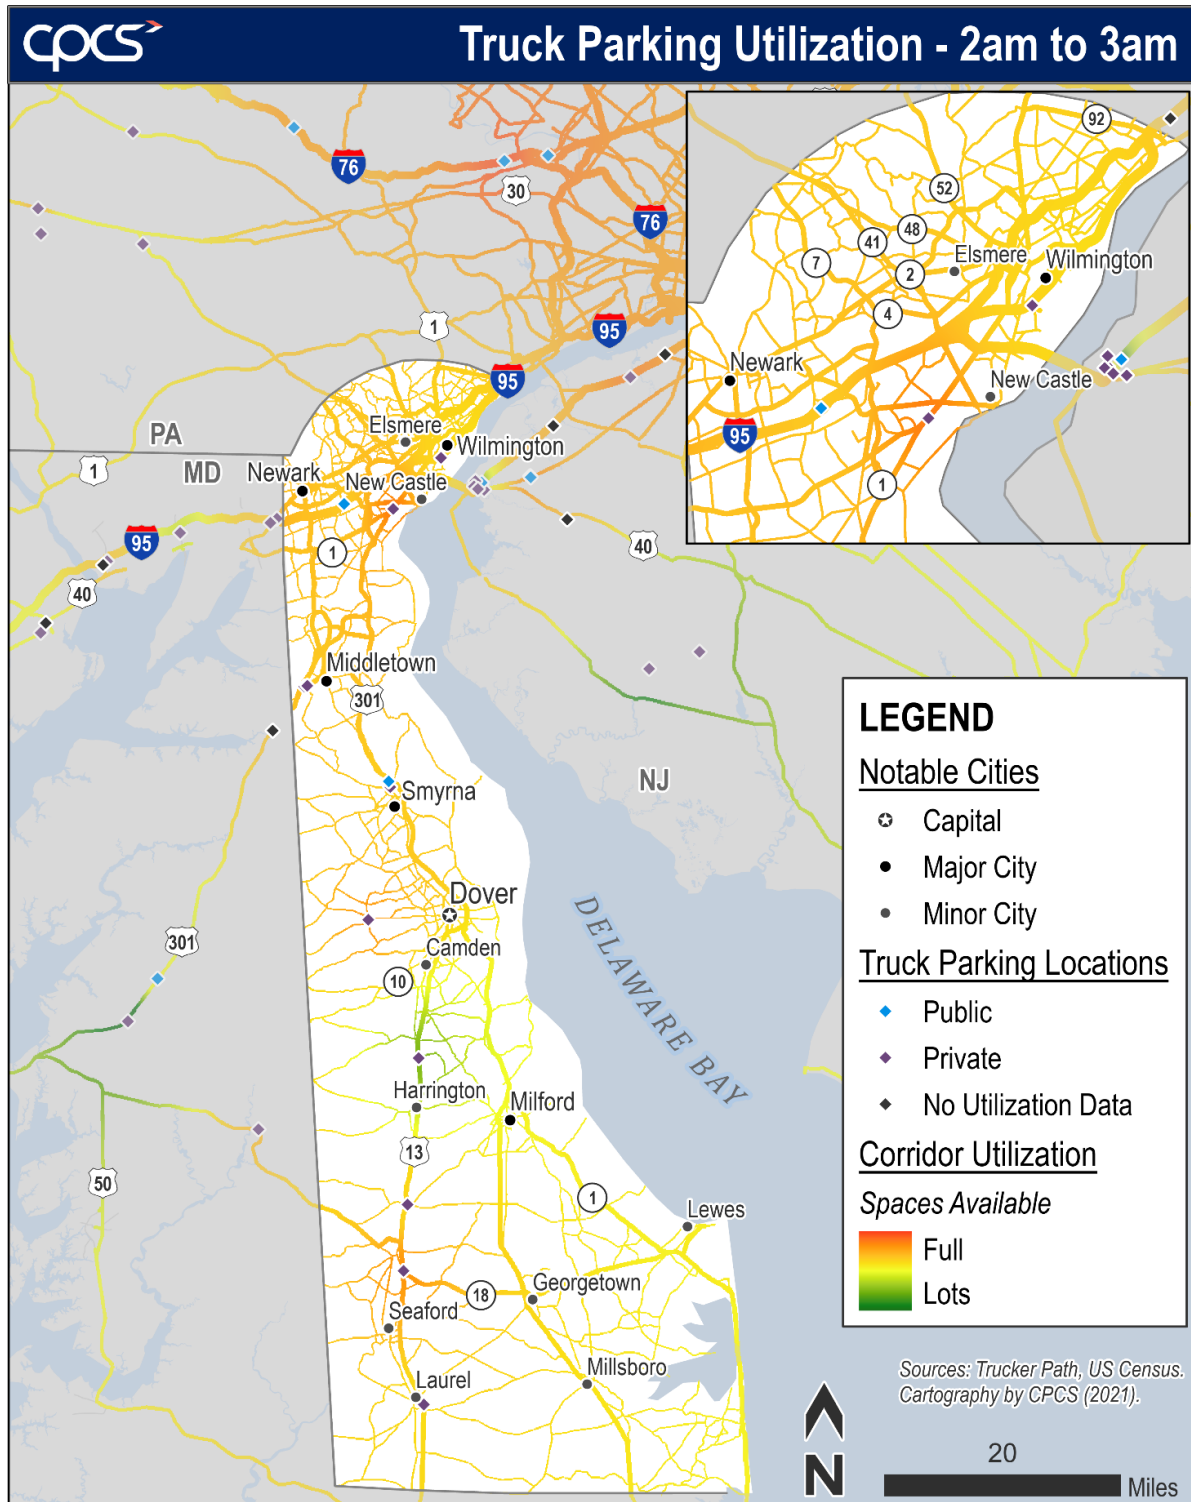 cpcs
Truck Parking Utilization - 2am to 3am
76
30
76
1
95
95
PA
MD
1
Elsmere
Wilmington
Newark
New Castle
95
40
1
40
Middletown
301
Smyrna
NJ
Dover
301
Camden
10
DELAWARE BAY
Harrington
Milford
13
50
1
Lewes
Georgetown
18
Seaford
Millsboro
Laurel
92
52
48
41
7
2
Elsmere
Wilmington
4
Newark
New Castle
95
1
LEGEND
Notable Cities
Capital
Major City
Minor City
Truck Parking Locations
Public
Private
No Utilization Data
Corridor Utilization
Spaces Available
Full
Lots
Sources: Trucker Path, US Census.
Cartography by CPCS (2021).
N
20
Miles